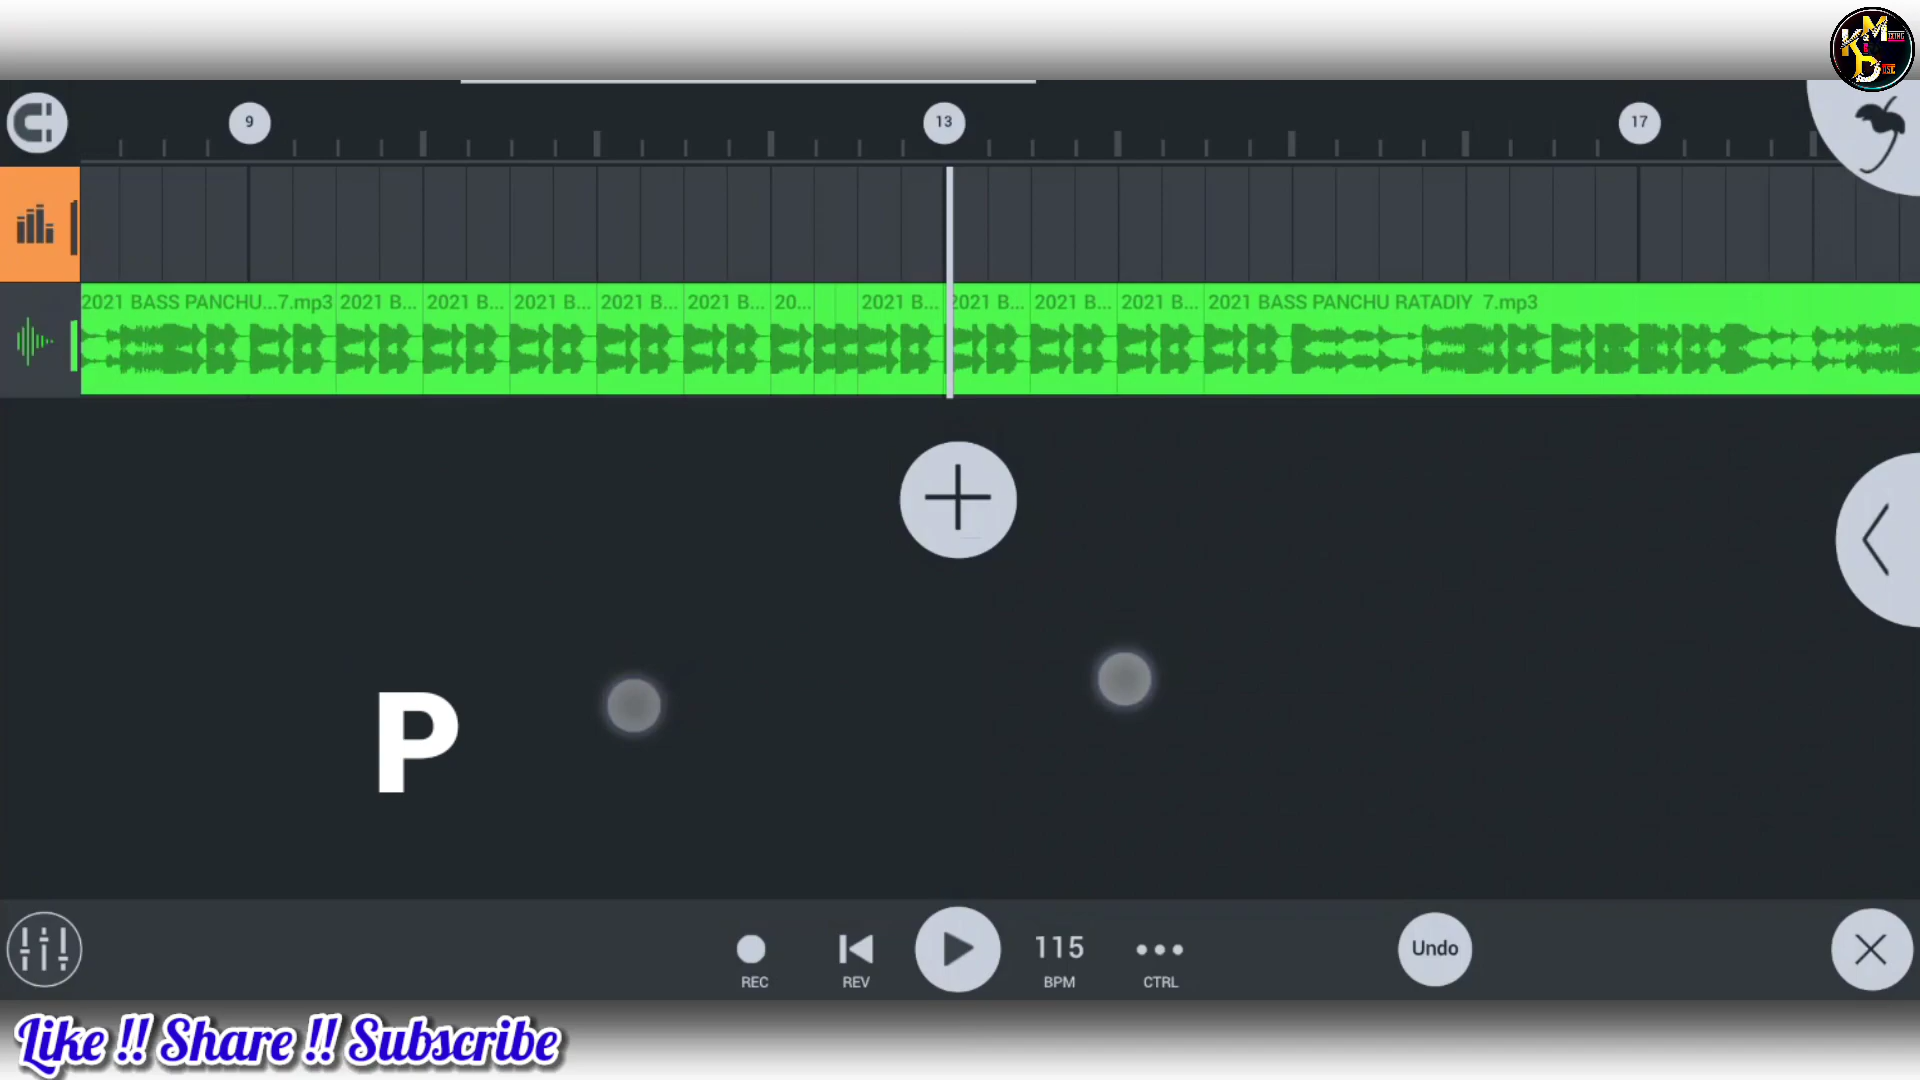 9 13 17
2021 BASS PANCHU...7.mp3 2021 B... 2021 B... 2021 B... 2021 B... 2021 B... 20... 2021 B... 2021 B... 2021 B... 2021 B... 2021 BASS PANCHU RATADIY 7.mp3
P
115 Undo
REC REV BPM CTRL
Like !! Share !! Subscribe